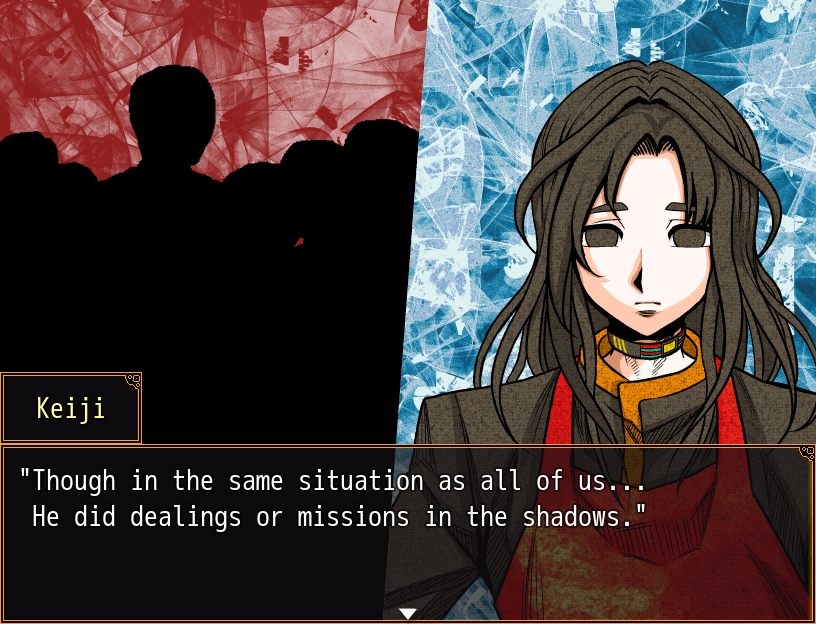 Keiji
"Though in the same situation as all of us...
He did dealings or missions in the shadows."